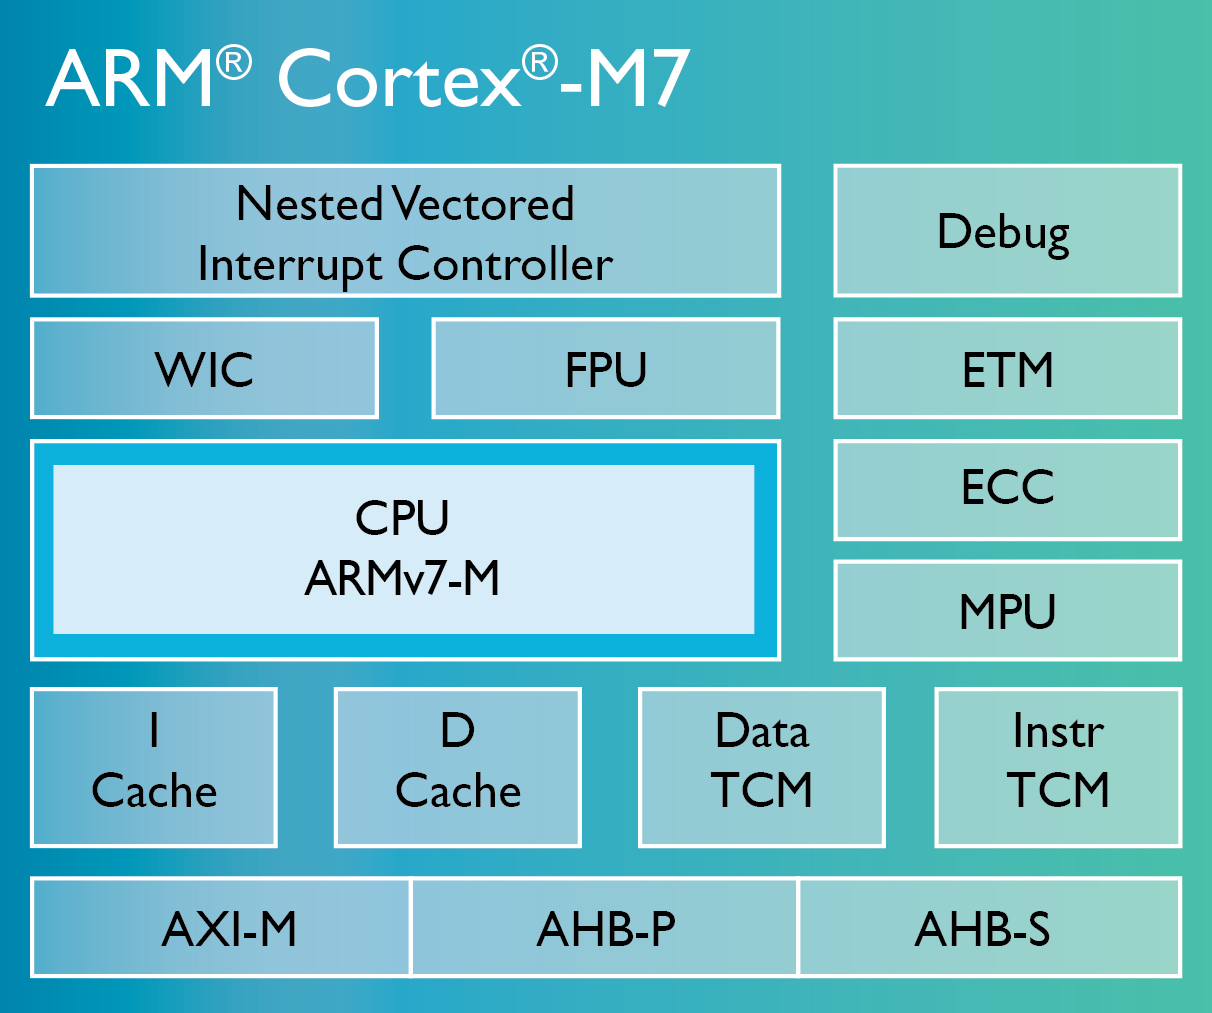 ARM® Cortex®-M7
Nested Vectored
Interrupt Controller
Debug
WIC
FPU
ETM
CPU
ARMv7-M
ECC
MPU
I
Cache
D
Cache
Data
TCM
Instr
TCM
AXI-M
AHB-P
AHB-S